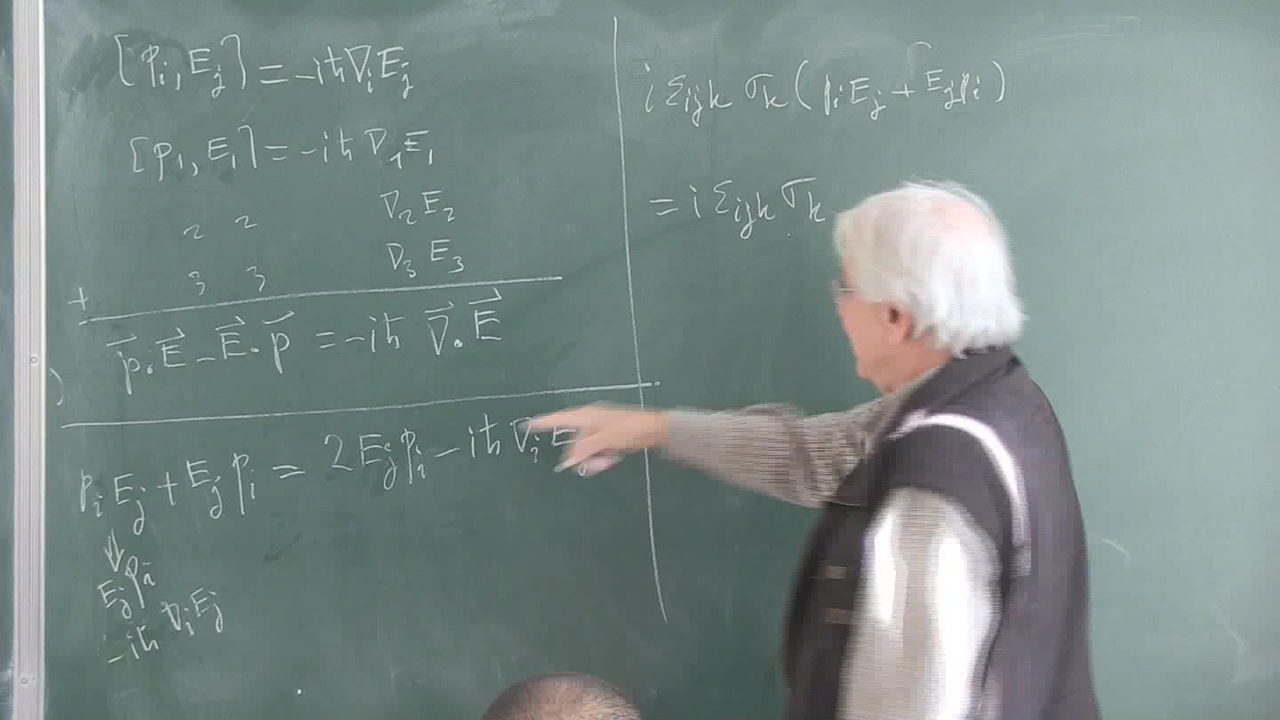 [pᵢ, Eⱼ] = -iħ∇ᵢEⱼ
[p₁, E₁] = -iħ ∇₁E₁
2 2 ∇₂E₂
3 3 ∇₃E₃
+
p⃗·E⃗ - E⃗·p⃗ = -iħ ∇⃗·E⃗
pᵢEⱼ + Eⱼpᵢ = 2Eⱼpᵢ - iħ∇ᵢE
⇓
Eⱼpᵢ
-iħ ∇ᵢEⱼ
i εᵢⱼₖ σₖ (pᵢEⱼ + Eⱼpᵢ)
= i εᵢⱼₖ σₖ